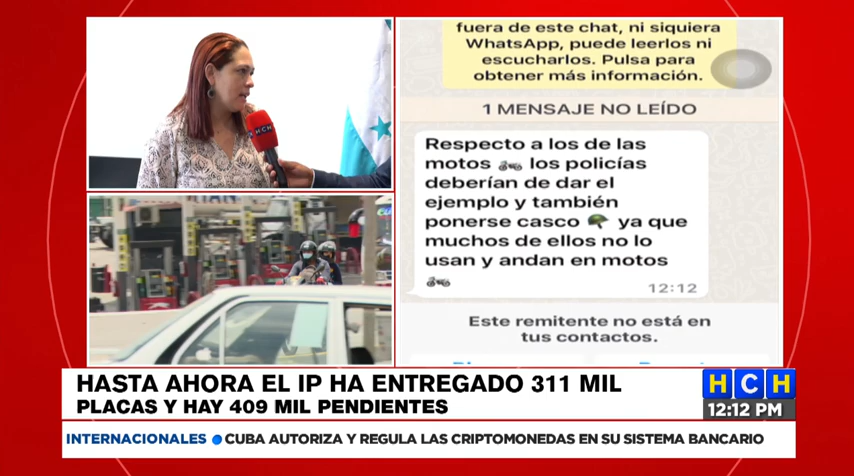 fuera de este chat, ni siquiera
WhatsApp, puede leerlos ni
escucharlos. Pulsa para
obtener más información.
1 MENSAJE NO LEÍDO
Respecto a los de las
motos 🏍 los policías
deberían de dar el
ejemplo y también
ponerse casco 🪖 ya que
muchos de ellos no lo
usan y andan en motos
🏍
12:12
Este remitente no está en
tus contactos.
HCH
HASTA AHORA EL IP HA ENTREGADO 311 MIL
PLACAS Y HAY 409 MIL PENDIENTES
HCH
12:12 PM
INTERNACIONALES CUBA AUTORIZA Y REGULA LAS CRIPTOMONEDAS EN SU SISTEMA BANCARIO